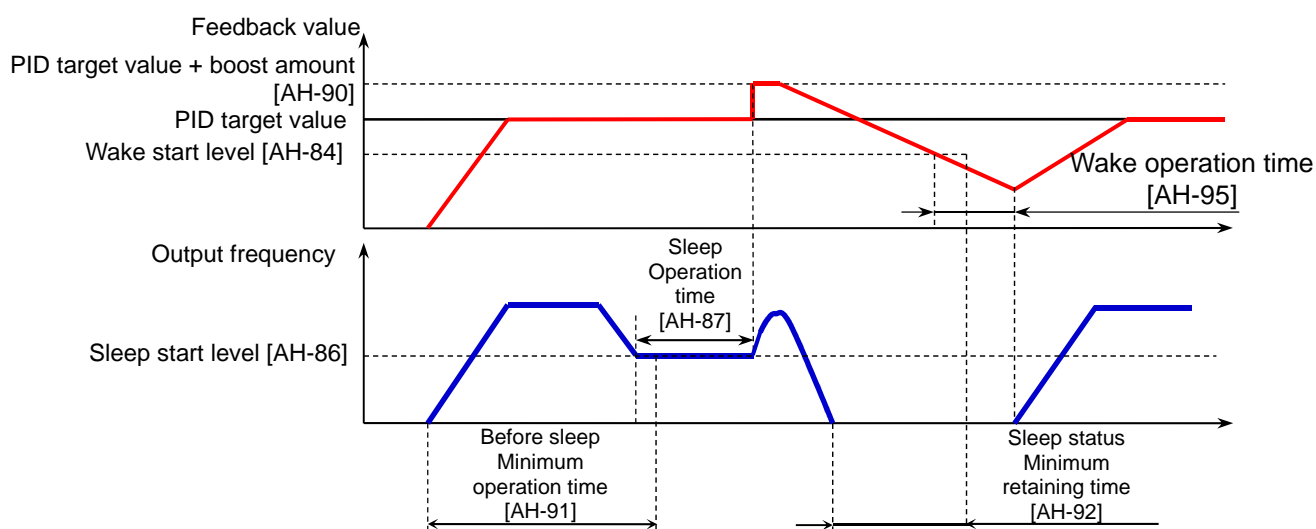 Feedback value
PID target value + boost amount
[AH-90]
PID target value
Wake start level [AH-84]
Wake operation time
[AH-95]
Output frequency
Sleep
Operation
time
[AH-87]
Sleep start level [AH-86]
Before sleep
Minimum
operation time
[AH-91]
Sleep status
Minimum
retaining time
[AH-92]